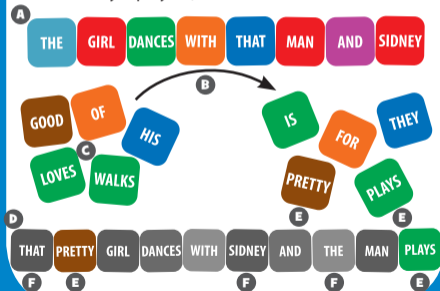 A
THE GIRL DANCES WITH THAT MAN AND SIDNEY
B
GOOD OF HIS
C
LOVES WALKS
IS FOR THEY
PRETTY PLAYS
E E
D
THAT PRETTY GIRL DANCES WITH SIDNEY AND THE MAN PLAYS
F E F F E